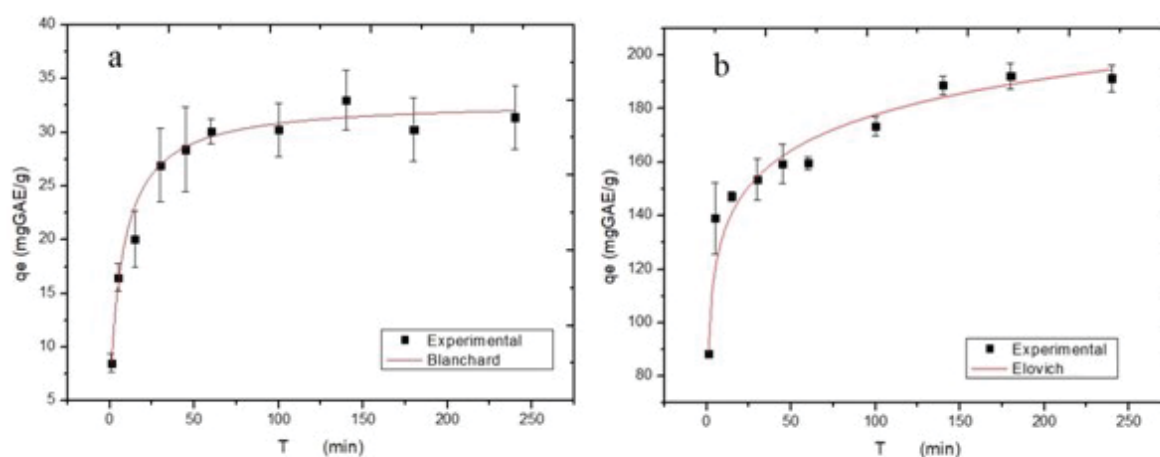 a
40
35
30
25
20
15
10
5
qe (mgGAE/g)
0 50 100 150 200 250
T (min)
Experimental
Blanchard
b
200
180
160
140
120
100
80
qe (mgGAE/g)
0 50 100 150 200 250
T (min)
Experimental
Elovich